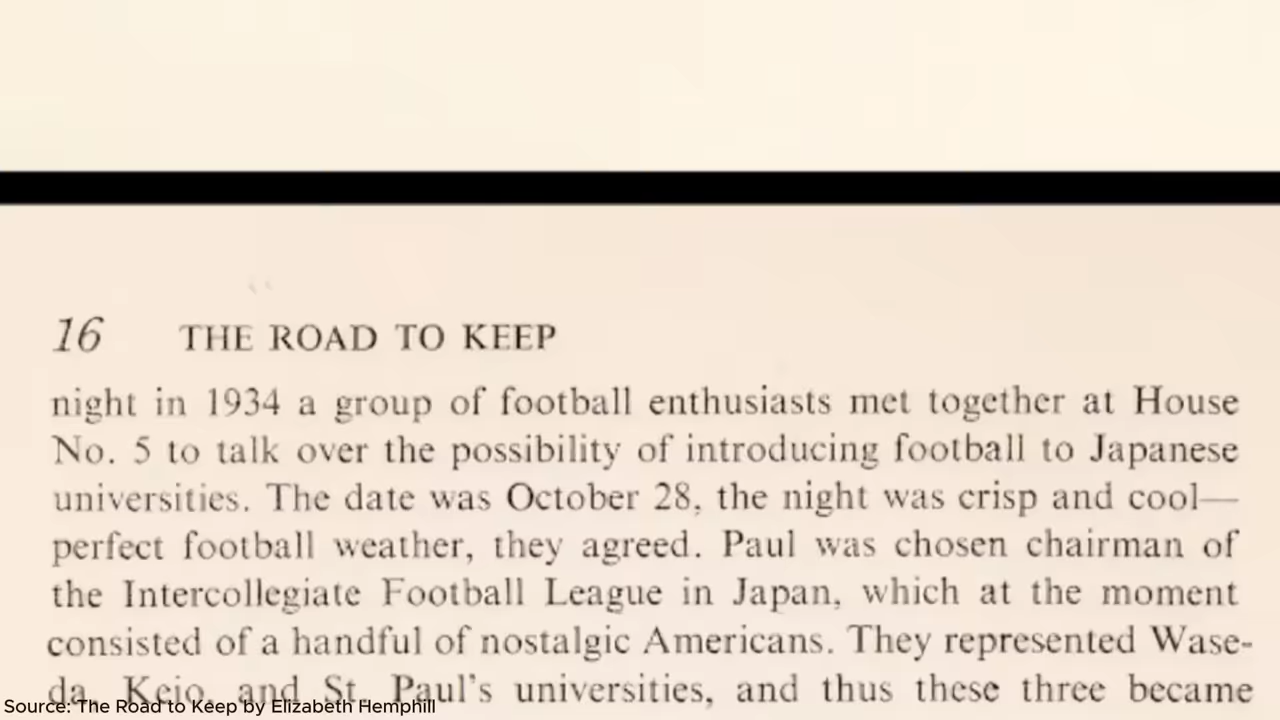 16 THE ROAD TO KEEP
night in 1934 a group of football enthusiasts met together at House
No. 5 to talk over the possibility of introducing football to Japanese
universities. The date was October 28, the night was crisp and cool—
perfect football weather, they agreed. Paul was chosen chairman of
the Intercollegiate Football League in Japan, which at the moment
consisted of a handful of nostalgic Americans. They represented Wase-
da, Keio, and St. Paul's universities, and thus these three became
Source: The Road to Keep by Elizabeth Hemphill